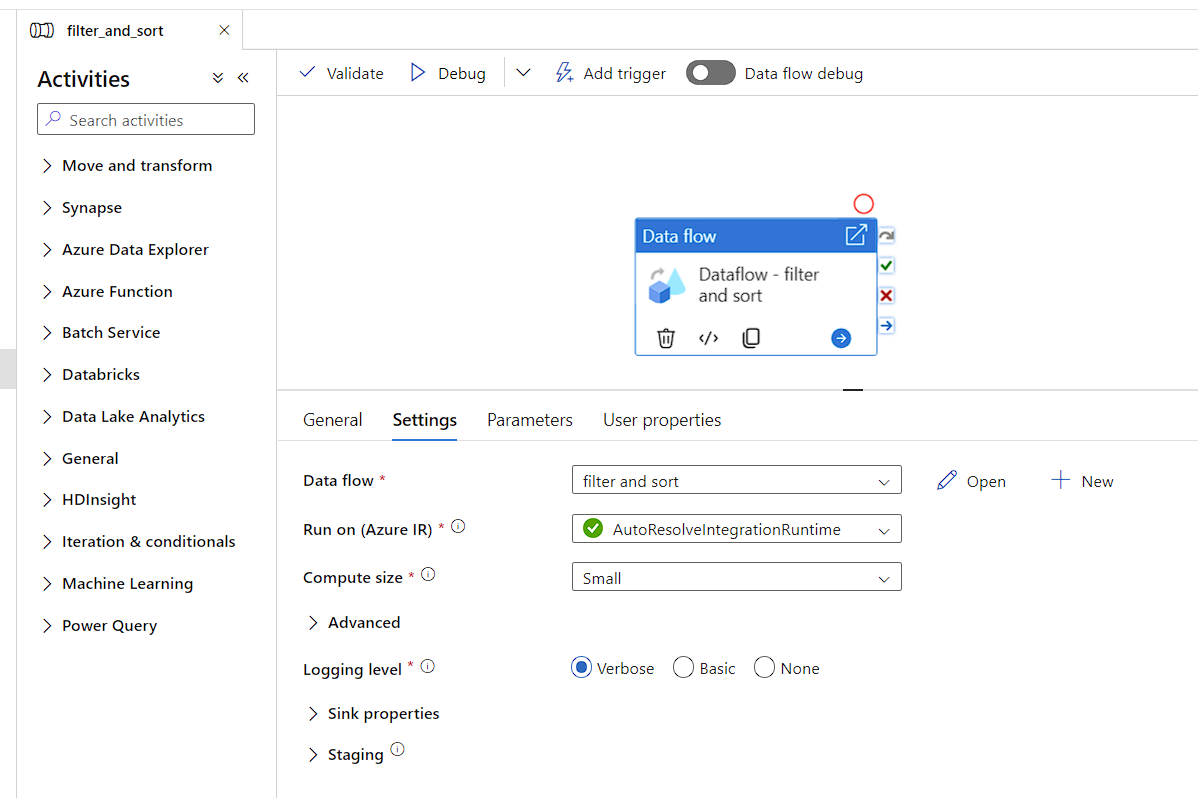 filter_and_sort
Activities
Search activities
Move and transform
Synapse
Azure Data Explorer
Azure Function
Batch Service
Databricks
Data Lake Analytics
General
HDInsight
Iteration & conditionals
Machine Learning
Power Query
Validate
Debug
Add trigger
Data flow debug
Data flow
Dataflow - filter
and sort
General
Settings
Parameters
User properties
Data flow *
filter and sort
Open
New
Run on (Azure IR) *
AutoResolveIntegrationRuntime
Compute size *
Small
Advanced
Logging level *
Verbose
Basic
None
Sink properties
Staging